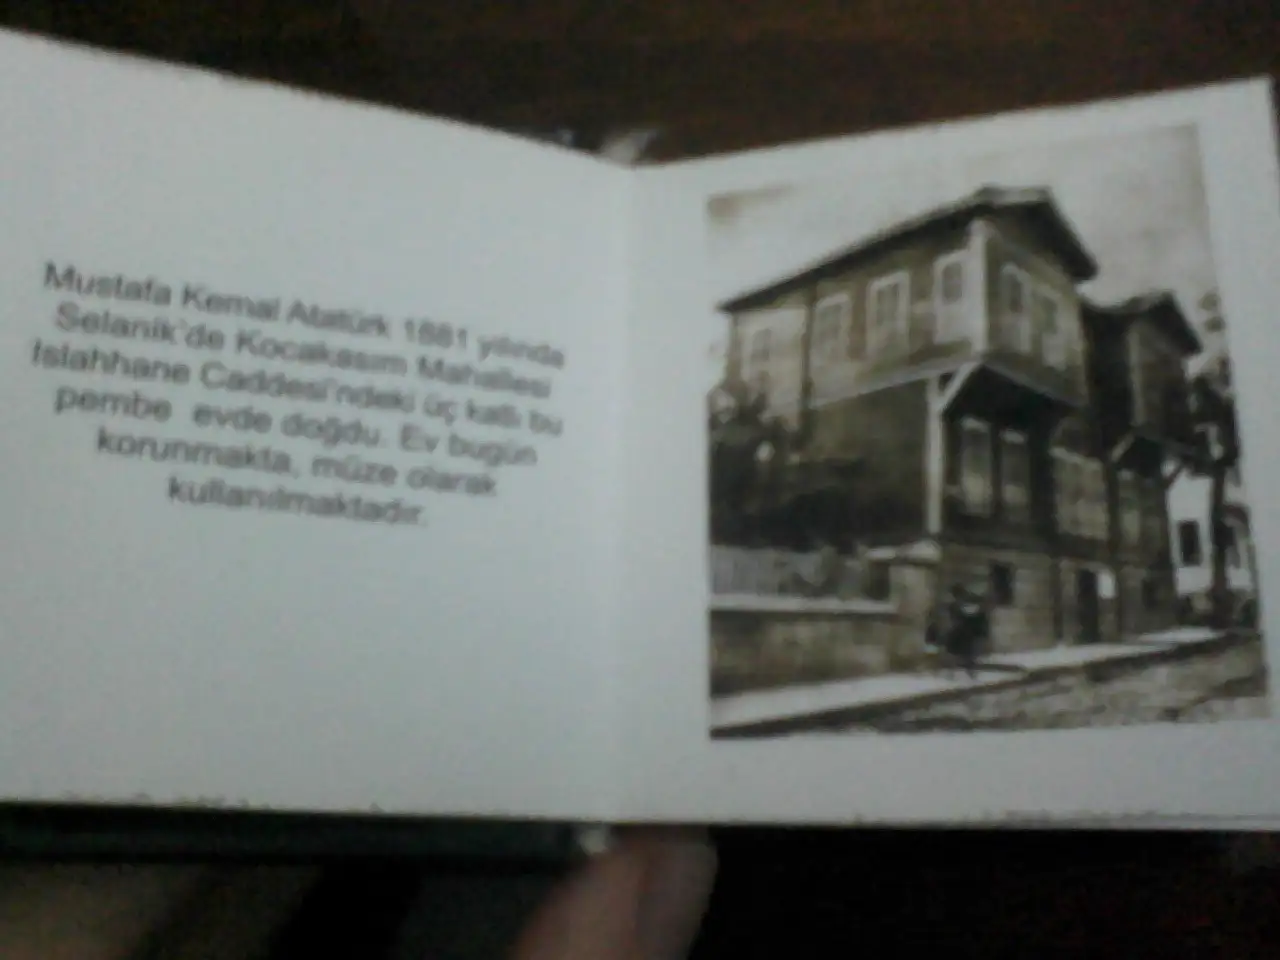 Mustafa Kemal Atatürk 1881 yılında
Selanik'de Kocakasım Mahallesi
Islahhane Caddesi'ndeki üç katlı bu
pembe evde doğdu. Ev bugün
korunmakta, müze olarak
kullanılmaktadır.